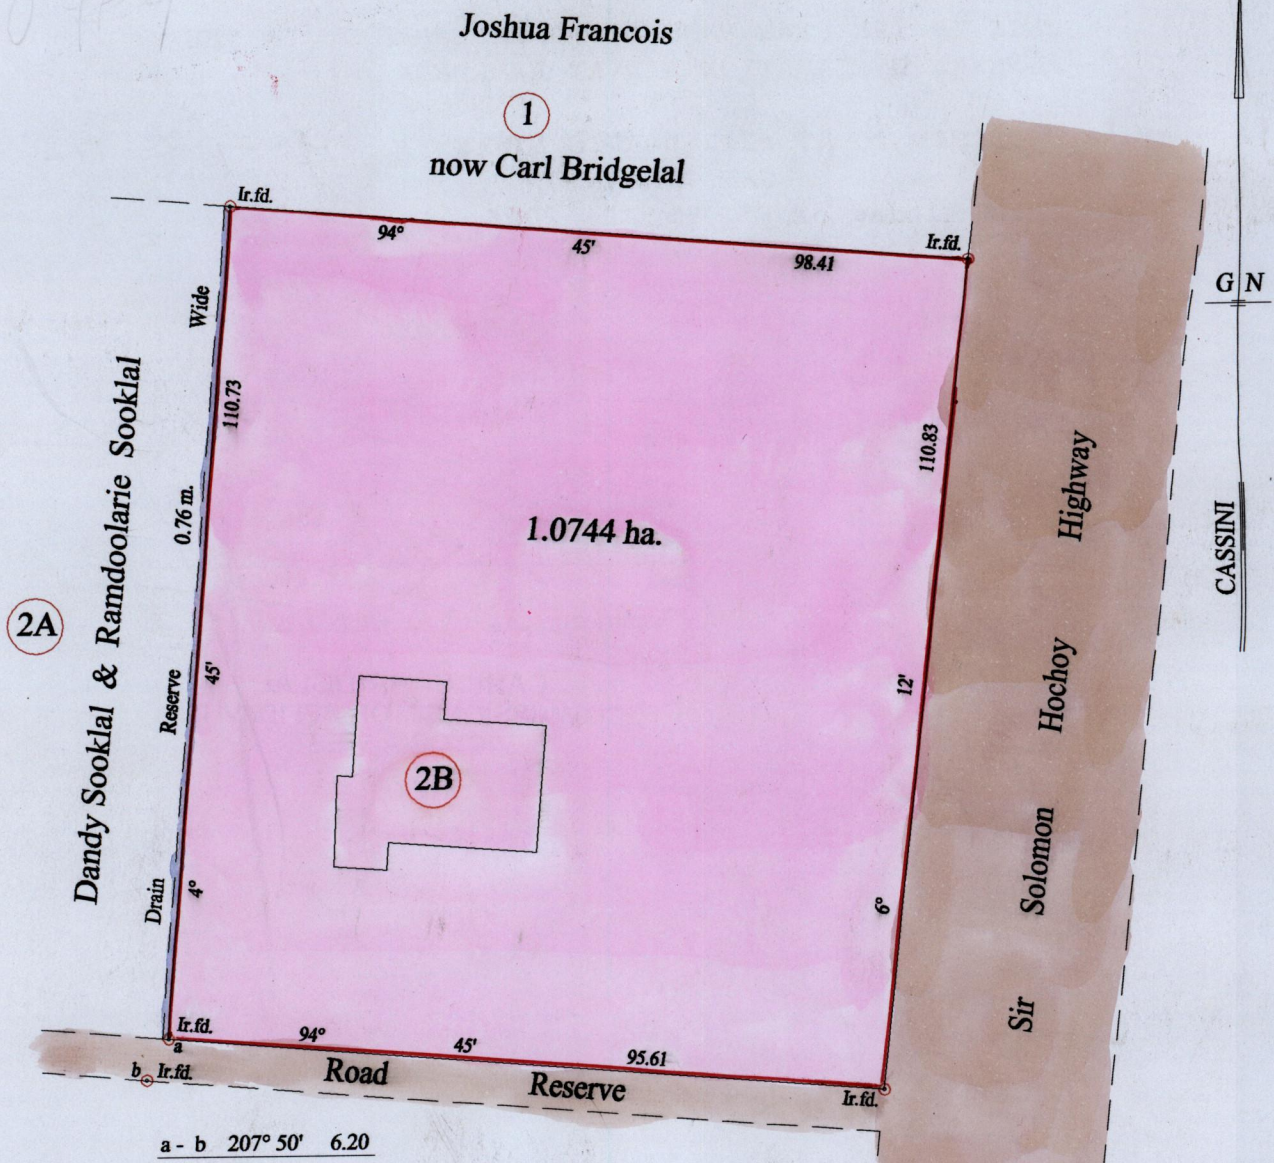 Joshua Francois
1
now Carl Bridgelal
Ir.fd.
94° 45' 98.41
Ir.fd.
G N
CASSINI
Drain Reserve 0.76 m. Wide
4° 45' 110.73
Dandy Sooklal & Ramdoolarie Sooklal
2A
1.0744 ha.
6° 12' 110.83
Sir Solomon Hochoy Highway
2B
Ir.fd.
a
94° 45' 95.61
b Ir.fd.
Road Reserve
Ir.fd.
a - b 207° 50' 6.20